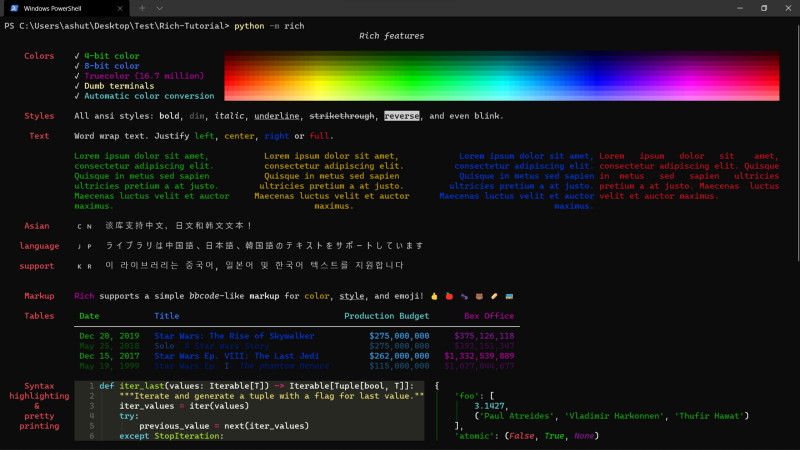 Windows PowerShell
PS C:\Users\ashut\Desktop\Test\Rich-Tutorial> python -m rich
Rich features
Colors ✓ 4-bit color
✓ 8-bit color
✓ Truecolor (16.7 million)
✓ Dumb terminals
✓ Automatic color conversion
Styles All ansi styles: bold, dim, italic, underline, strikethrough, reverse, and even blink.
Text Word wrap text. Justify left, center, right or full.
Lorem ipsum dolor sit amet, Lorem ipsum dolor sit amet, Lorem ipsum dolor sit amet, Lorem ipsum dolor sit amet,
consectetur adipiscing elit. consectetur adipiscing elit. consectetur adipiscing elit. consectetur adipiscing elit.
Quisque in metus sed sapien Quisque in metus sed sapien Quisque in metus sed sapien Quisque in metus sed sapien
ultricies pretium a at justo. ultricies pretium a at justo. ultricies pretium a at justo. ultricies pretium a at justo. Maecenas luctus
Maecenas luctus velit et auctor Maecenas luctus velit et auctor Maecenas luctus velit et auctor velit et auctor maximus.
maximus. maximus. maximus.
Asian CN 该库支持中文，日文和韩文文本！
language JP ライブラリは中国語、日本語、韓国語のテキストをサポートしています
support KR 이 라이브러리는 중국어, 일본어 및 한국어 텍스트를 지원합니다
Markup Rich supports a simple bbcode-like markup for color, style, and emoji! 👍 🍎 🐜 🐻 🥖 🚌
Tables Date Title Production Budget Box Office
Dec 20, 2019 Star Wars: The Rise of Skywalker $275,000,000 $375,126,118
May 25, 2018 Solo: A Star Wars Story $275,000,000 $393,151,347
Dec 15, 2017 Star Wars Ep. VIII: The Last Jedi $262,000,000 $1,332,539,889
May 19, 1999 Star Wars Ep. I: The phantom Menace $115,000,000 $1,027,044,677
Syntax 1 def iter_last(values: Iterable[T]) -> Iterable[Tuple[bool, T]]: {
highlighting 2 """Iterate and generate a tuple with a flag for last value.""" 'foo': [
& 3 iter_values = iter(values) 3.1427,
pretty 4 try: ('Paul Atreides', 'Vladimir Harkonnen', 'Thufir Hawat')
printing 5 previous_value = next(iter_values) ],
6 except StopIteration: 'atomic': (False, True, None)